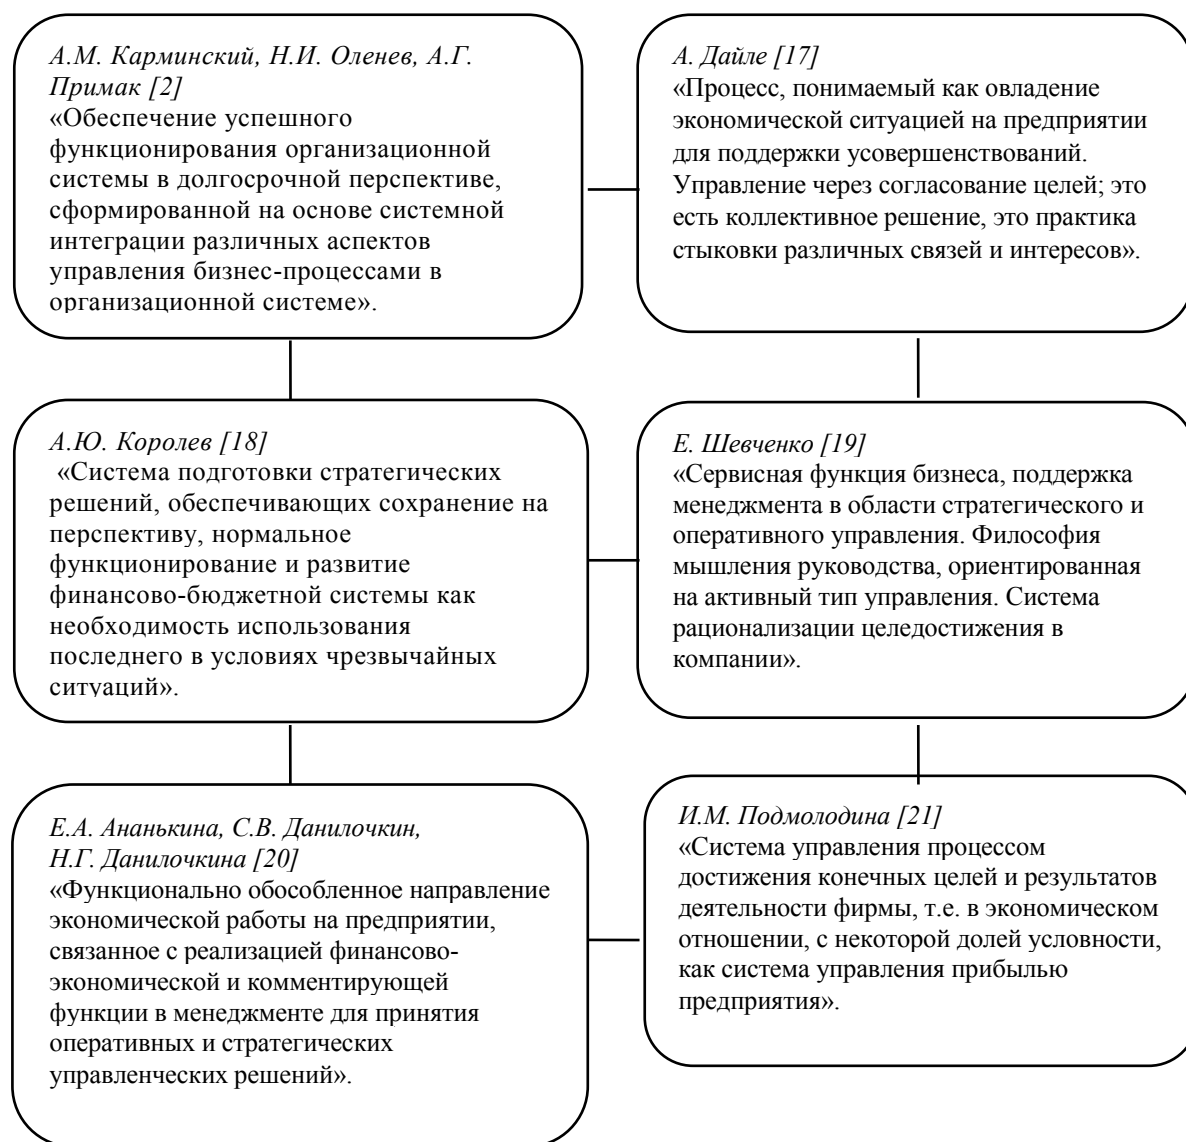 А.М. Карминский, Н.И. Оленев, А.Г.
Примак [2]
«Обеспечение успешного
функционирования организационной
системы в долгосрочной перспективе,
сформированной на основе системной
интеграции различных аспектов
управления бизнес-процессами в
организационной системе».
А. Дайле [17]
«Процесс, понимаемый как овладение
экономической ситуацией на предприятии
для поддержки усовершенствований.
Управление через согласование целей; это
есть коллективное решение, это практика
стыковки различных связей и интересов».
А.Ю. Королев [18]
«Система подготовки стратегических
решений, обеспечивающих сохранение на
перспективу, нормальное
функционирование и развитие
финансово-бюджетной системы как
необходимость использования
последнего в условиях чрезвычайных
ситуаций».
Е. Шевченко [19]
«Сервисная функция бизнеса, поддержка
менеджмента в области стратегического и
оперативного управления. Философия
мышления руководства, ориентированная
на активный тип управления. Система
рационализации целедостижения в
компании».
Е.А. Ананькина, С.В. Данилочкин,
Н.Г. Данилочкина [20]
«Функционально обособленное направление
экономической работы на предприятии,
связанное с реализацией финансово-
экономической и комментирующей
функции в менеджменте для принятия
оперативных и стратегических
управленческих решений».
И.М. Подмолодина [21]
«Система управления процессом
достижения конечных целей и результатов
деятельности фирмы, т.е. в экономическом
отношении, с некоторой долей условности,
как система управления прибылью
предприятия».